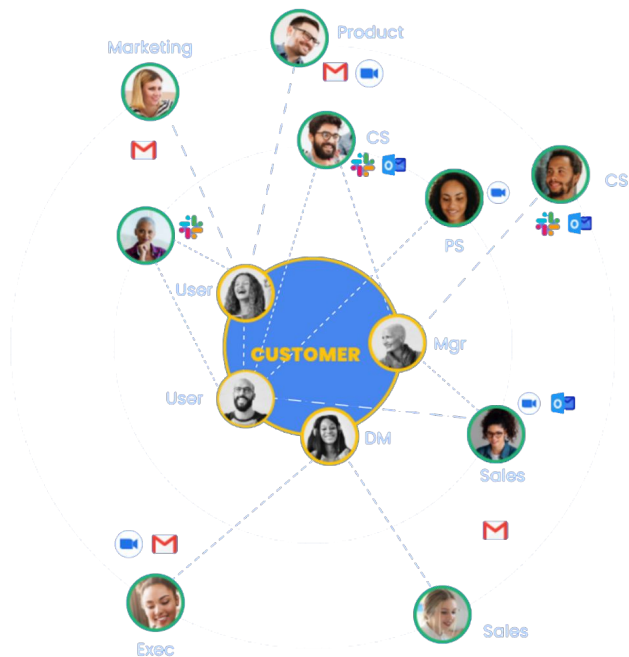 Product
Marketing
CS
CS
PS
User
Mgr
CUSTOMER
User
DM
Sales
Sales
Exec